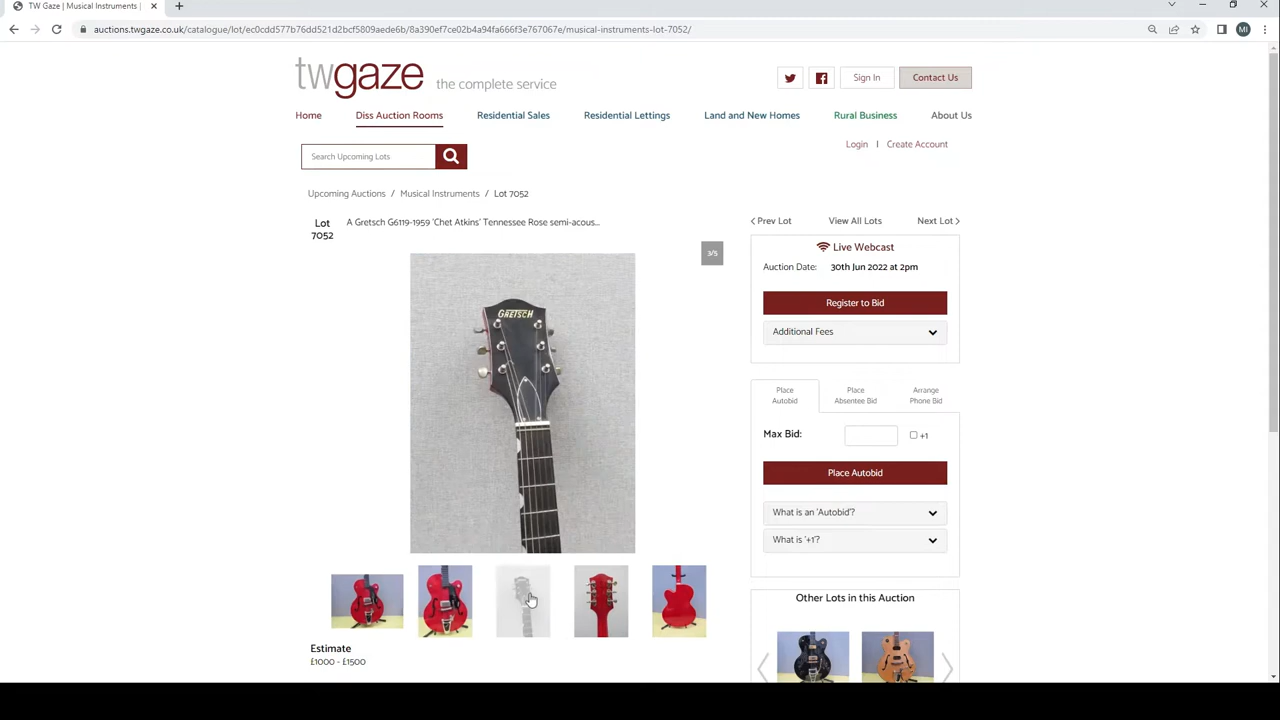 TW Gaze | Musical Instruments |
auctions.twgaze.co.uk/catalogue/lot/ec0cdd577b76dd521d2bcf5809aede6b/8a390ef7ce02b4a94fa666f3e767067e/musical-instruments-lot-7052/
MI
twgaze the complete service
Sign In
Contact Us
Home
Diss Auction Rooms
Residential Sales
Residential Lettings
Land and New Homes
Rural Business
About Us
Search Upcoming Lots
Login | Create Account
Upcoming Auctions / Musical Instruments / Lot 7052
Lot
7052
A Gretsch G6119-1959 'Chet Atkins' Tennessee Rose semi-acous...
3/5
GRETSCH
Estimate
£1000 - £1500
Prev Lot
View All Lots
Next Lot
Live Webcast
Auction Date: 30th Jun 2022 at 2pm
Register to Bid
Additional Fees
Place
Autobid
Place
Absentee Bid
Arrange
Phone Bid
Max Bid:
+1
Place Autobid
What is an 'Autobid'?
What is '+1'?
Other Lots in this Auction